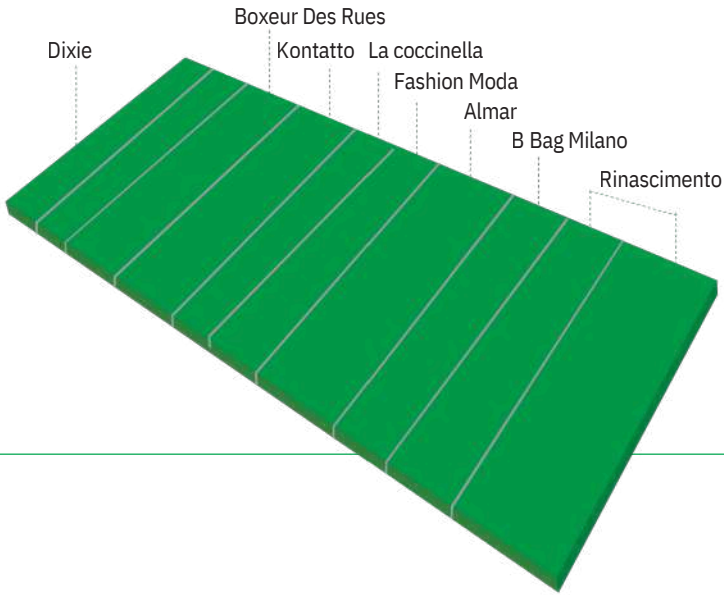 Boxeur Des Rues
Dixie
Kontatto
La coccinella
Fashion Moda
Almar
B Bag Milano
Rinascimento